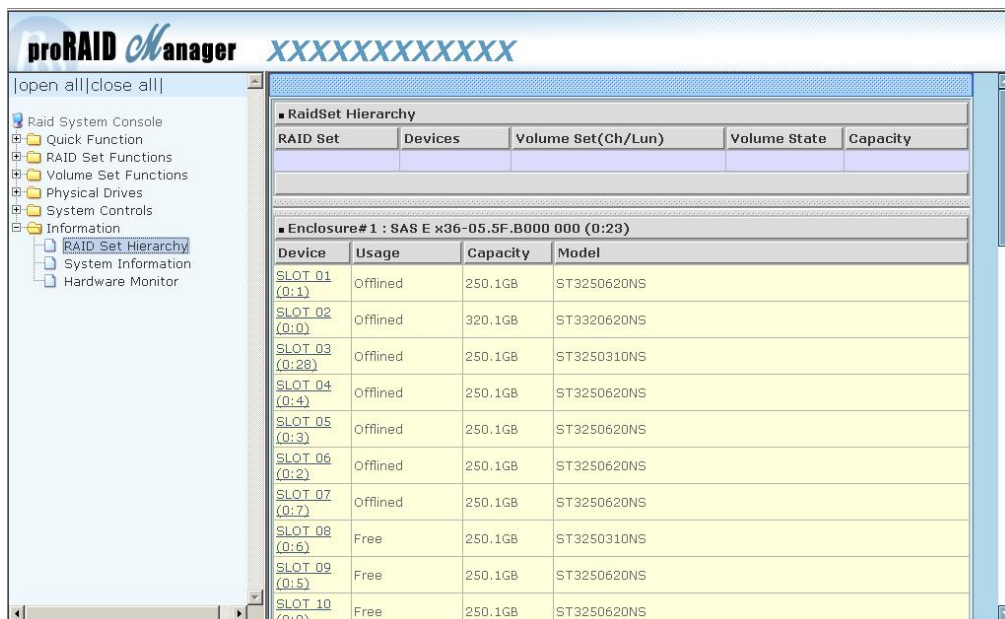 proRAID Manager XXXXXXXXXXXX
|open all|close all|
Raid System Console
Quick Function
RAID Set Functions
Volume Set Functions
Physical Drives
System Controls
Information
RAID Set Hierarchy
System Information
Hardware Monitor
RaidSet Hierarchy
RAID Set Devices Volume Set(Ch/Lun) Volume State Capacity
Enclosure#1 : SAS E x36-05.5F.B000 000 (0:23)
Device Usage Capacity Model
SLOT 01 (0:1) Offlined 250.1GB ST3250620NS
SLOT 02 (0:0) Offlined 320.1GB ST3320620NS
SLOT 03 (0:28) Offlined 250.1GB ST3250310NS
SLOT 04 (0:4) Offlined 250.1GB ST3250620NS
SLOT 05 (0:3) Offlined 250.1GB ST3250620NS
SLOT 06 (0:2) Offlined 250.1GB ST3250620NS
SLOT 07 (0:7) Offlined 250.1GB ST3250620NS
SLOT 08 (0:6) Free 250.1GB ST3250310NS
SLOT 09 (0:5) Free 250.1GB ST3250620NS
SLOT 10 Free 250.1GB ST3250620NS